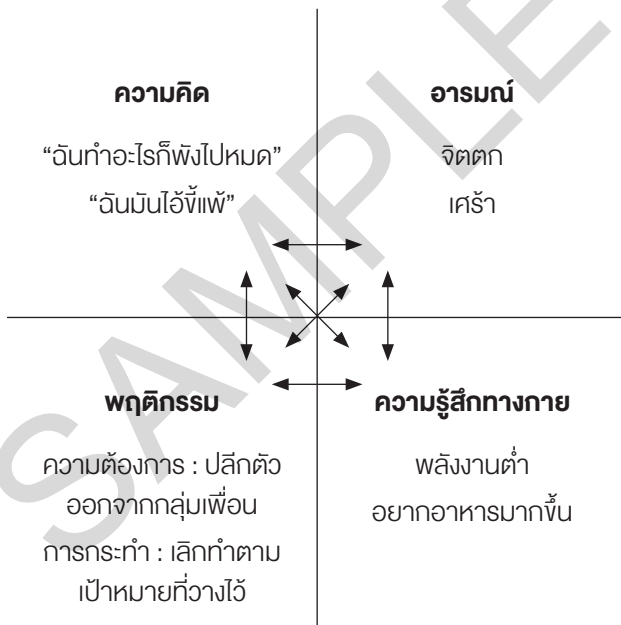 ความคิด
“ฉันทำอะไรก็พังไปหมด”
“ฉันมันไอ้ขี้แพ้”
อารมณ์
จิตตก
เศร้า
พฤติกรรม
ความต้องการ : ปลีกตัว
ออกจากกลุ่มเพื่อน
การกระทำ : เลิกทำตาม
เป้าหมายที่วางไว้
ความรู้สึกทางกาย
พลังงานต่ำ
อยากอาหารมากขึ้น
SAMPLE